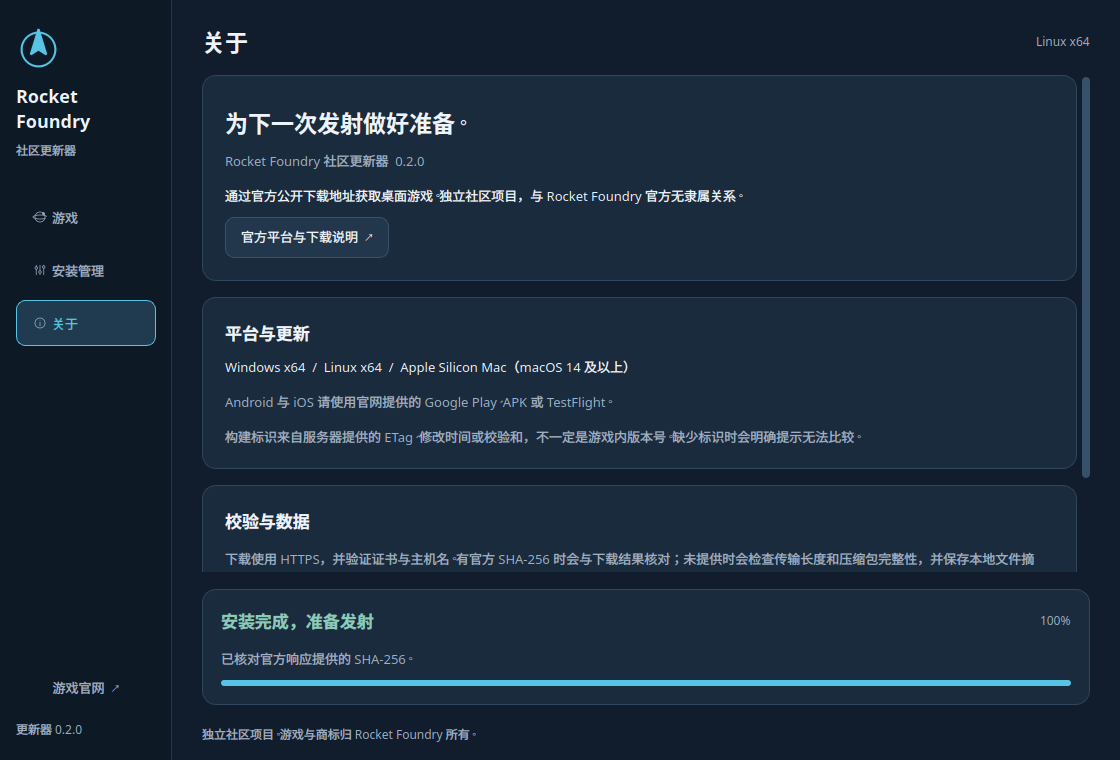 Rocket
Foundry
社区更新器
游戏
安装管理
关于
游戏官网 ↗
更新器 0.2.0
关于
Linux x64
为下一次发射做好准备。
Rocket Foundry 社区更新器 0.2.0
通过官方公开下载地址获取桌面游戏。独立社区项目，与 Rocket Foundry 官方无隶属关系。
官方平台与下载说明 ↗
平台与更新
Windows x64 / Linux x64 / Apple Silicon Mac（macOS 14 及以上）
Android 与 iOS 请使用官网提供的 Google Play、APK 或 TestFlight。
构建标识来自服务器提供的 ETag、修改时间或校验和，不一定是游戏内版本号。缺少标识时会明确提示无法比较。
校验与数据
下载使用 HTTPS，并验证证书与主机名。有官方 SHA-256 时会与下载结果核对；未提供时会检查传输长度和压缩包完整性，并保存本地文件摘
安装完成，准备发射
100%
已核对官方响应提供的 SHA-256。
独立社区项目。游戏与商标归 Rocket Foundry 所有。